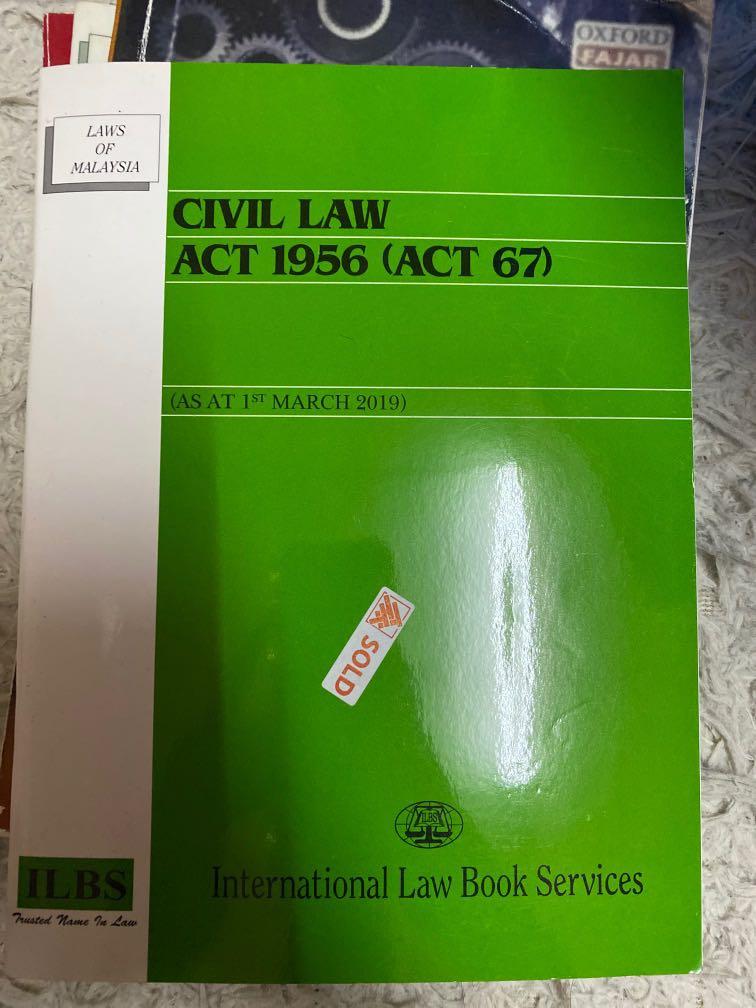 OXFORD
FAJAR
LAWS
OF
MALAYSIA
CIVIL LAW
ACT 1956 (ACT 67)
(AS AT 1ST MARCH 2019)
SOLD
ILBS
International Law Book Services
ILBS
Trusted Name In Law